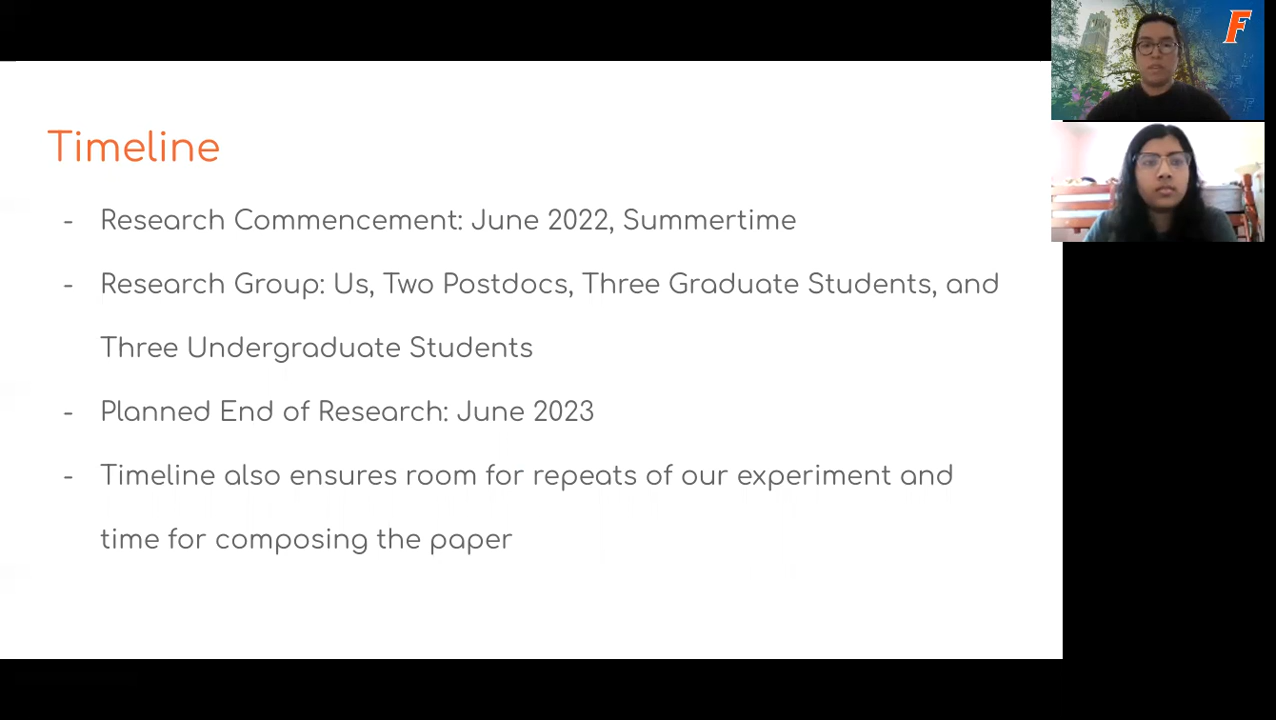 F
Timeline
- Research Commencement: June 2022, Summertime
- Research Group: Us, Two Postdocs, Three Graduate Students, and
Three Undergraduate Students
- Planned End of Research: June 2023
- Timeline also ensures room for repeats of our experiment and
time for composing the paper